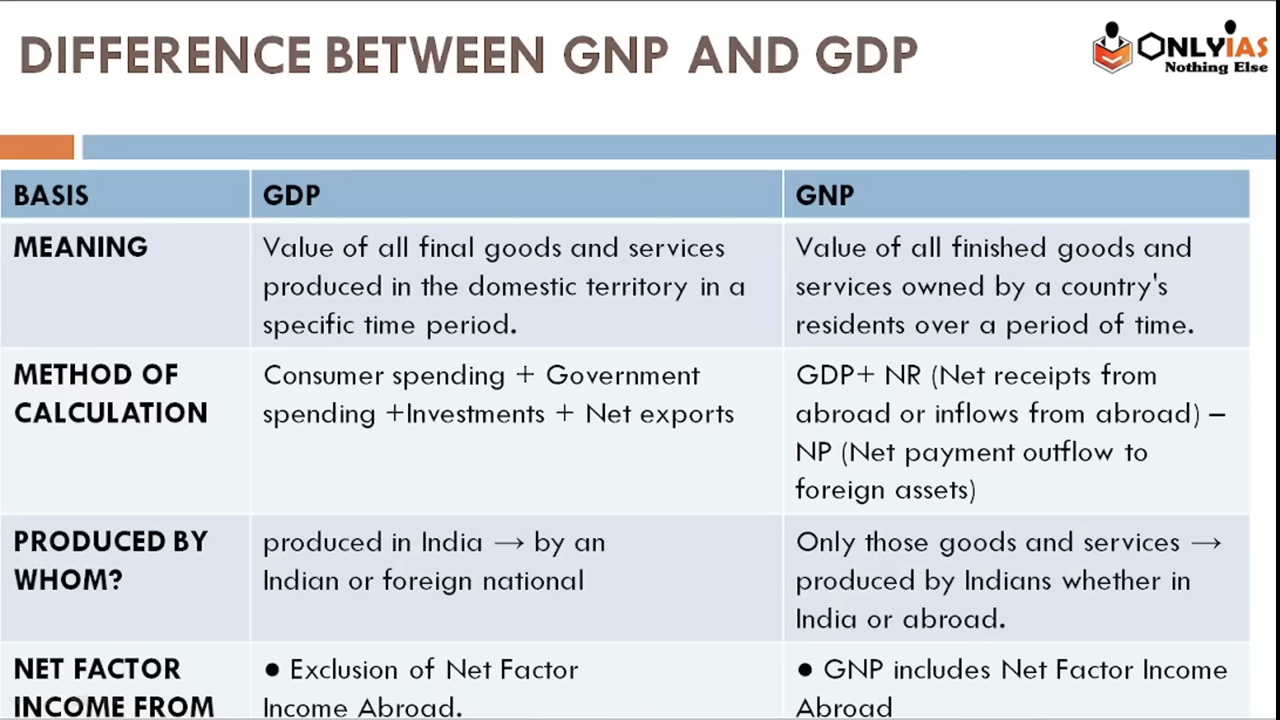 DIFFERENCE BETWEEN GNP AND GDP
ONLYIAS
Nothing Else
BASIS
GDP
GNP
MEANING
Value of all final goods and services
produced in the domestic territory in a
specific time period.
Value of all finished goods and
services owned by a country's
residents over a period of time.
METHOD OF
CALCULATION
Consumer spending + Government
spending +Investments + Net exports
GDP+ NR (Net receipts from
abroad or inflows from abroad) –
NP (Net payment outflow to
foreign assets)
PRODUCED BY
WHOM?
produced in India → by an
Indian or foreign national
Only those goods and services →
produced by Indians whether in
India or abroad.
NET FACTOR
INCOME FROM
● Exclusion of Net Factor
Income Abroad.
● GNP includes Net Factor Income
Abroad